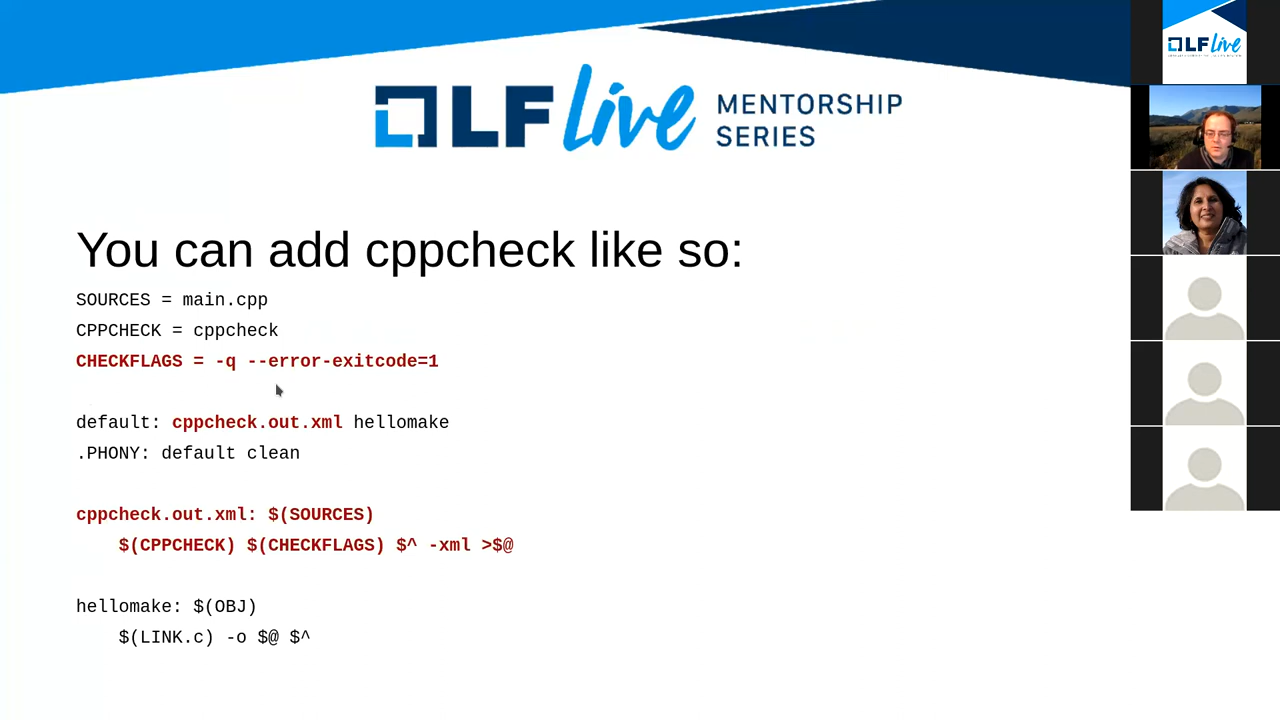 LF Live MENTORSHIP
SERIES
LF Live
You can add cppcheck like so:
SOURCES = main.cpp
CPPCHECK = cppcheck
CHECKFLAGS = -q --error-exitcode=1
default: cppcheck.out.xml hellomake
.PHONY: default clean
cppcheck.out.xml: $(SOURCES)
$(CPPCHECK) $(CHECKFLAGS) $^ -xml >$@
hellomake: $(OBJ)
$(LINK.c) -o $@ $^